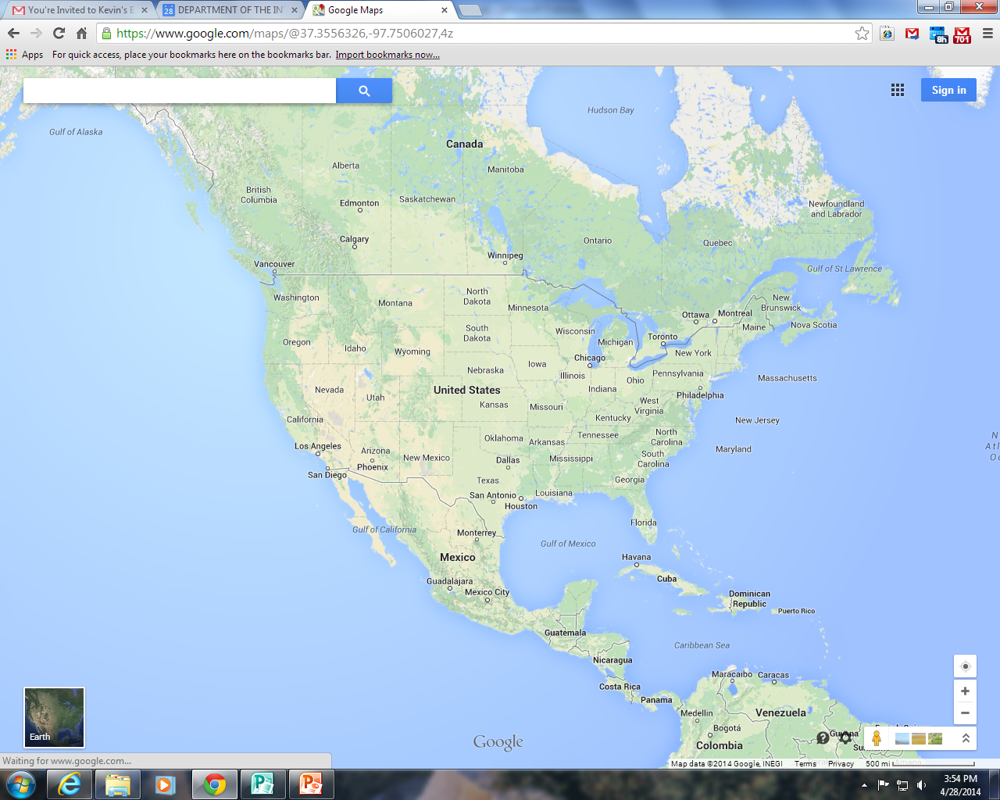 You're Invited to Kevin's E
28 DEPARTMENT OF THE INT
Google Maps
https://www.google.com/maps/@37.3556326,-97.7506027,4z
8h
701
Apps For quick access, place your bookmarks here on the bookmarks bar. Import bookmarks now...
Sign in
Hudson Bay
Gulf of Alaska
Canada
Alberta
Manitoba
British
Columbia
Saskatchewan
Edmonton
Newfoundland
and Labrador
Calgary
Ontario
Quebec
Winnipeg
Vancouver
Gulf of St Lawrence
Washington
Montana
North
Dakota
Minnesota
New
Brunswick
Ottawa
Montreal
Nova Scotia
Maine
South
Dakota
Wisconsin
Michigan
Toronto
Oregon
Idaho
Wyoming
New York
Chicago
Iowa
Nebraska
Illinois
Ohio
Pennsylvania
Massachusetts
Nevada
Utah
United States
Indiana
Philadelphia
Kansas
Missouri
West
Virginia
California
Kentucky
New Jersey
Oklahoma
Arkansas
Tennessee
North
Carolina
Los Angeles
Arizona
New Mexico
Maryland
Phoenix
Dallas
Mississippi
South
Carolina
San Diego
Texas
Georgia
San Antonio
Houston
Louisiana
Florida
Gulf of California
Monterrey
Gulf of Mexico
Mexico
Havana
Cuba
Guadalajara
Mexico City
Dominican
Republic
Puerto Rico
Guatemala
Caribbean Sea
Nicaragua
Maracaibo
Caracas
Costa Rica
Panama
Medellin
Venezuela
Bogotá
Colombia
Guyana
Earth
Google
Waiting for www.google.com...
Map data ©2014 Google, INEGI Terms Privacy 500 mi
3:54 PM
4/28/2014